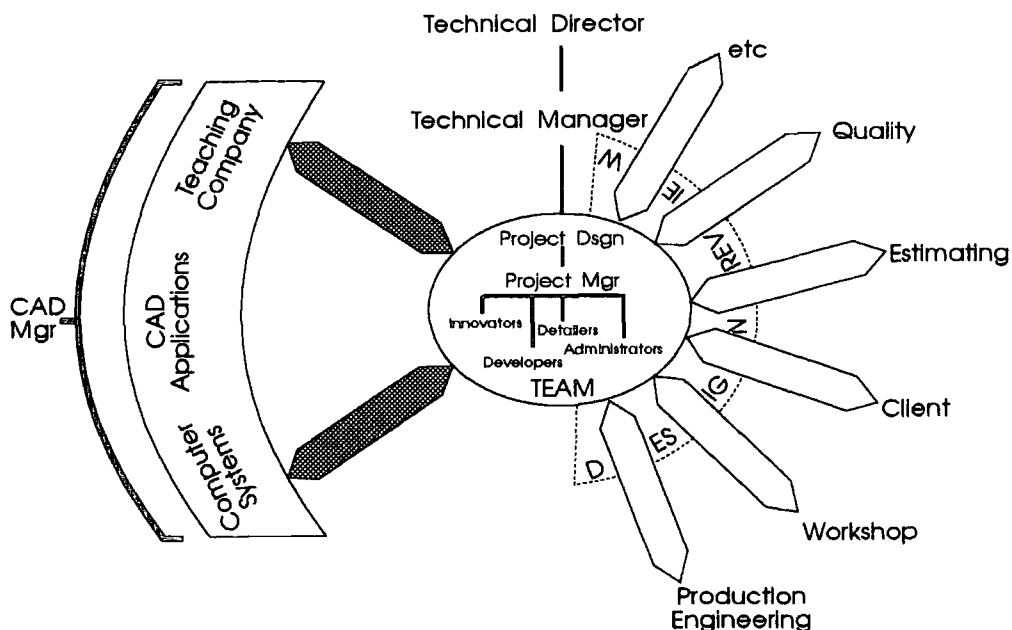 Technical Director
etc
Technical Manager
Quality
Teaching
Company
W
IE
REV
Project Dsgn
Estimating
Project Mgr
CAD
Mgr
CAD
Applications
Innovators
Detailers
N
Developers
Administrators
TEAM
IG
Client
Computer
Systems
ES
D
Workshop
Production
Engineering